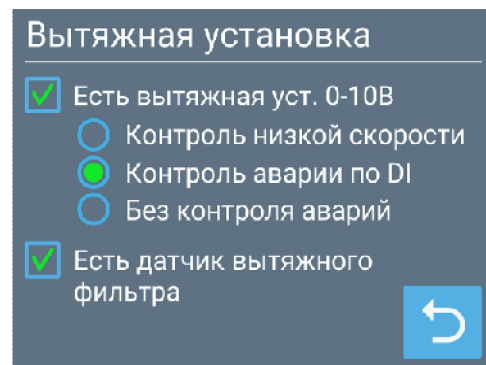 Вытяжная установка
Есть вытяжная уст. 0-10В
Контроль низкой скорости
Контроль аварии по DI
Без контроля аварий
Есть датчик вытяжного
фильтра